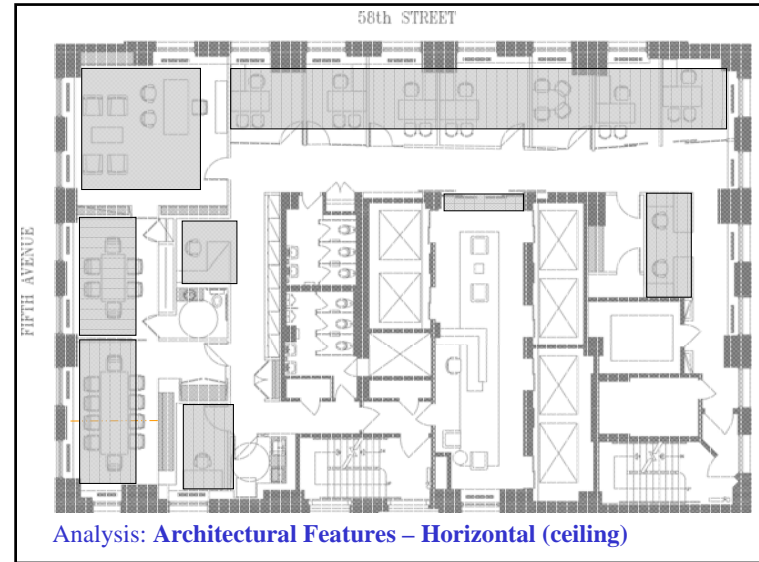 58th STREET
FIFTH AVENUE
Analysis: Architectural Features – Horizontal (ceiling)